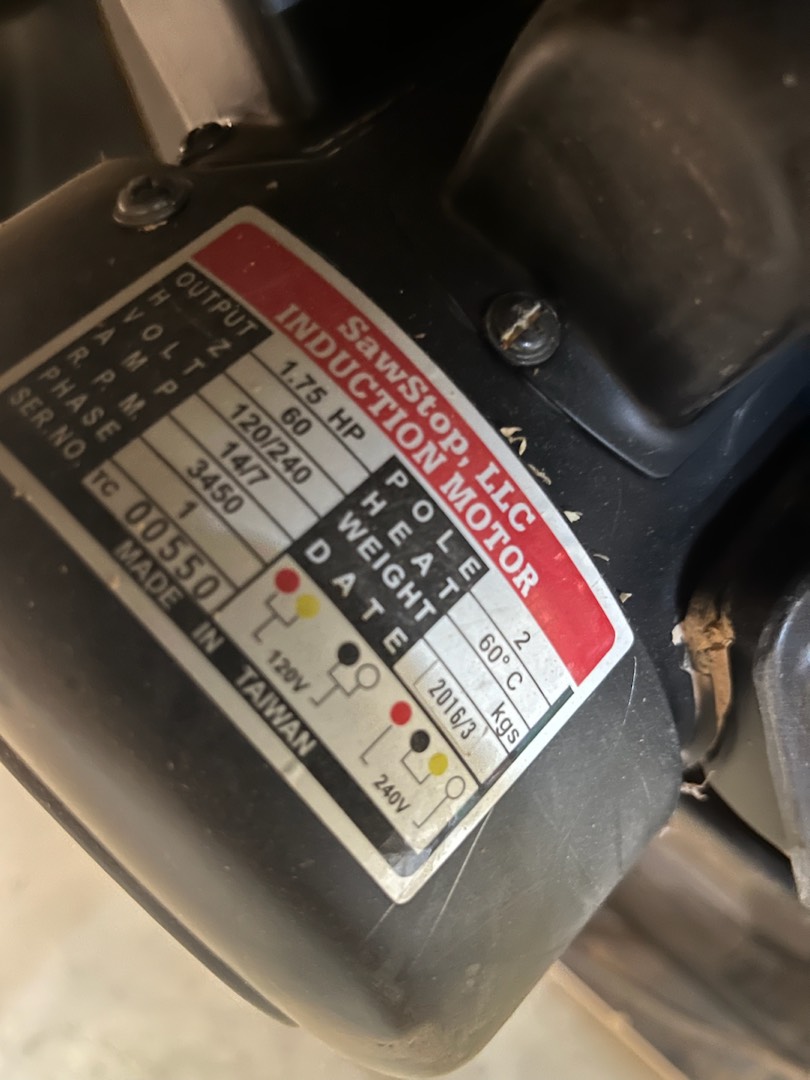 SawStop, LLC
INDUCTION MOTOR
OUTPUT 1.75 HP POLE 2
HZ 60 HEAT 60° C
VOLT 120/240 WEIGHT kgs
AMP 14/7 DATE 2016/3
R.P.M. 3450
PHASE 1
SER.NO. TC 00550
120V 240V
MADE IN TAIWAN